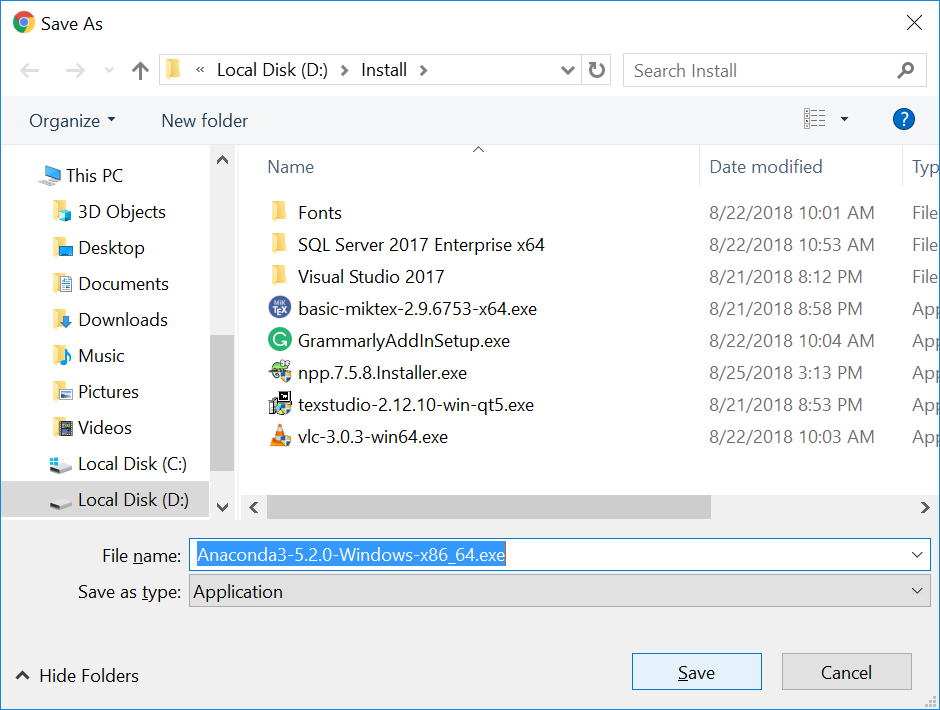 Save As
« Local Disk (D:) > Install > Search Install
Organize New folder ?
This PC
3D Objects
Desktop
Documents
Downloads
Music
Pictures
Videos
Local Disk (C:)
Local Disk (D:)
Name Date modified Typ
Fonts 8/22/2018 10:01 AM File
SQL Server 2017 Enterprise x64 8/22/2018 10:53 AM File
Visual Studio 2017 8/21/2018 8:12 PM File
basic-miktex-2.9.6753-x64.exe 8/21/2018 8:58 PM App
GrammarlyAddInSetup.exe 8/22/2018 10:04 AM App
npp.7.5.8.Installer.exe 8/25/2018 3:13 PM App
texstudio-2.12.10-win-qt5.exe 8/21/2018 8:53 PM App
vlc-3.0.3-win64.exe 8/22/2018 10:03 AM App
File name: Anaconda3-5.2.0-Windows-x86_64.exe
Save as type: Application
Hide Folders Save Cancel